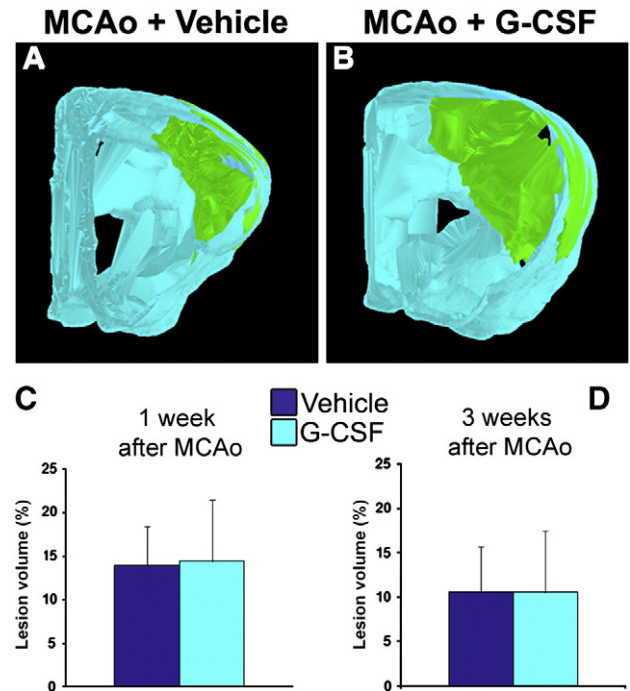 MCAo + Vehicle
MCAo + G-CSF
A
B
C
1 week
after MCAo
Vehicle
G-CSF
D
3 weeks
after MCAo
Lesion volume (%)
25
20
15
10
5
0
Lesion volume (%)
25
20
15
10
5
0